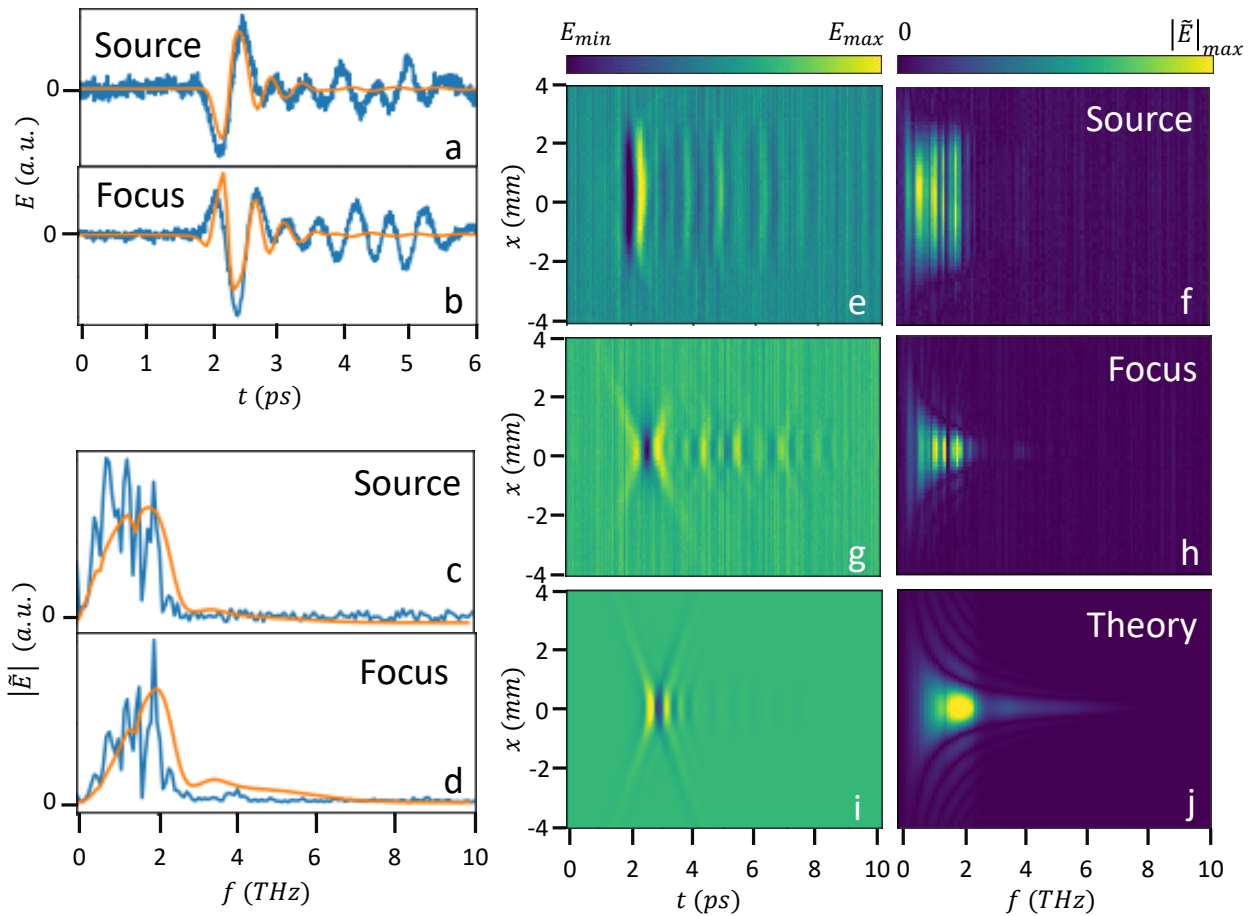 Source
0
a
E (a.u.)
Focus
0
b
0 1 2 3 4 5 6
t (ps)
Source
c
0
|Ẽ| (a.u.)
Focus
d
0
0 2 4 6 8 10
f (THz)
E_min E_max
4
2
0
-2
-4
x (mm)
e
0 |Ẽ|_max
Source
f
4
2
0
-2
-4
x (mm)
g
Focus
h
4
2
0
-2
-4
x (mm)
i
0 2 4 6 8 10
t (ps)
Theory
j
0 2 4 6 8 10
f (THz)